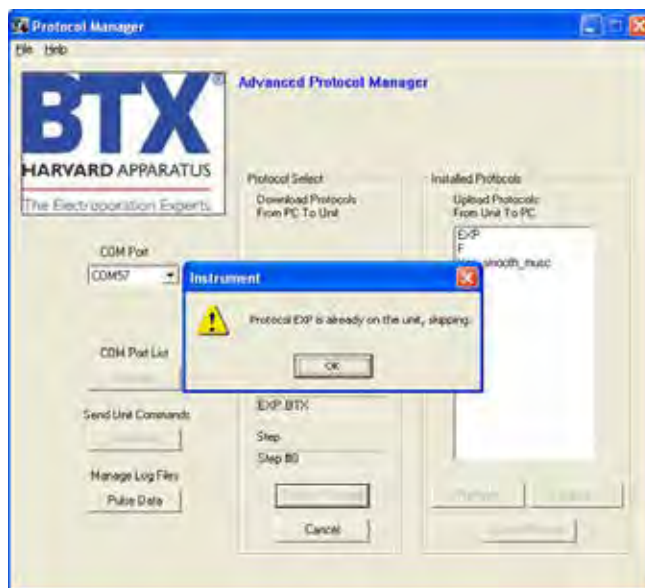 Protocol Manager
File Help
BTX®
HARVARD APPARATUS
The Electroporation Experts
Advanced Protocol Manager
Protocol Select
Download Protocols
From PC To Unit
Installed Protocols
Upload Protocols
From Unit To PC
EXP
F
smooth_musc
COM Port
COM57
Instrument
Protocol EXP is already on the unit, skipping.
OK
COM Port List
EXP.BTX
Send Unit Commands
Step
Step #0
Manage Log Files
Pulse Data
Cancel